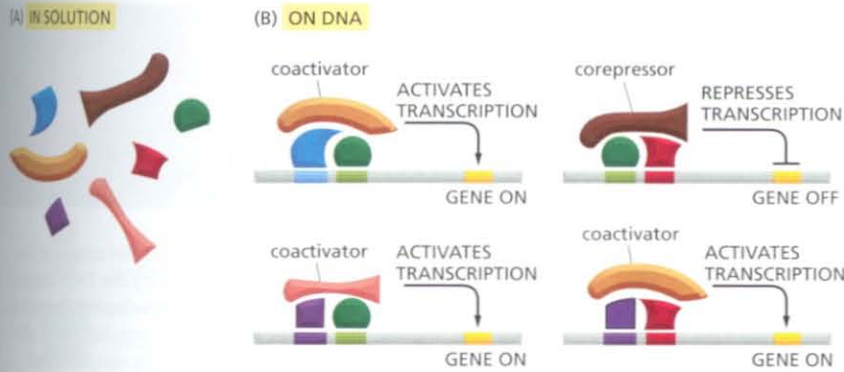 (A) IN SOLUTION
(B) ON DNA
coactivator
ACTIVATES
TRANSCRIPTION
GENE ON
corepressor
REPRESSES
TRANSCRIPTION
GENE OFF
coactivator
ACTIVATES
TRANSCRIPTION
GENE ON
coactivator
ACTIVATES
TRANSCRIPTION
GENE ON